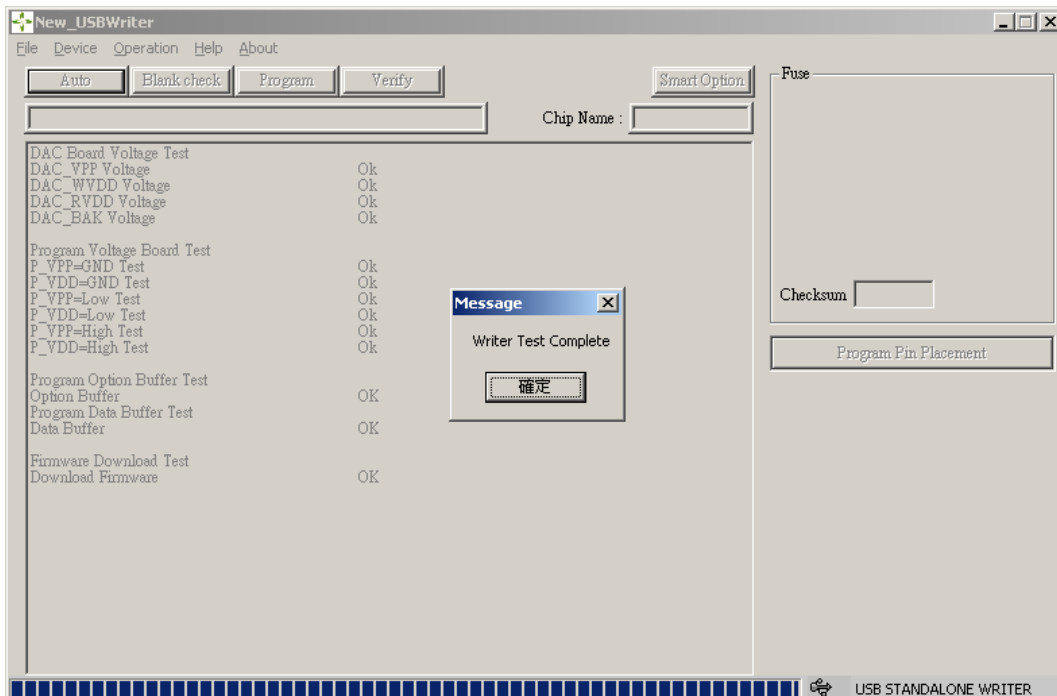 New_USBWriter
File Device Operation Help About
Auto Blank check Program Verify Smart Option
Chip Name :
DAC Board Voltage Test
DAC_VPP Voltage Ok
DAC_WVDD Voltage Ok
DAC_RVDD Voltage Ok
DAC_BAK Voltage Ok
Program Voltage Board Test
P_VPP=GND Test Ok
P_VDD=GND Test Ok
P_VPP=Low Test Ok
P_VDD=Low Test Ok
P_VPP=High Test Ok
P_VDD=High Test Ok
Program Option Buffer Test
Option Buffer OK
Program Data Buffer Test
Data Buffer OK
Firmware Download Test
Download Firmware OK
Message
Writer Test Complete
確定
Fuse
Checksum
Program Pin Placement
USB STANDALONE WRITER